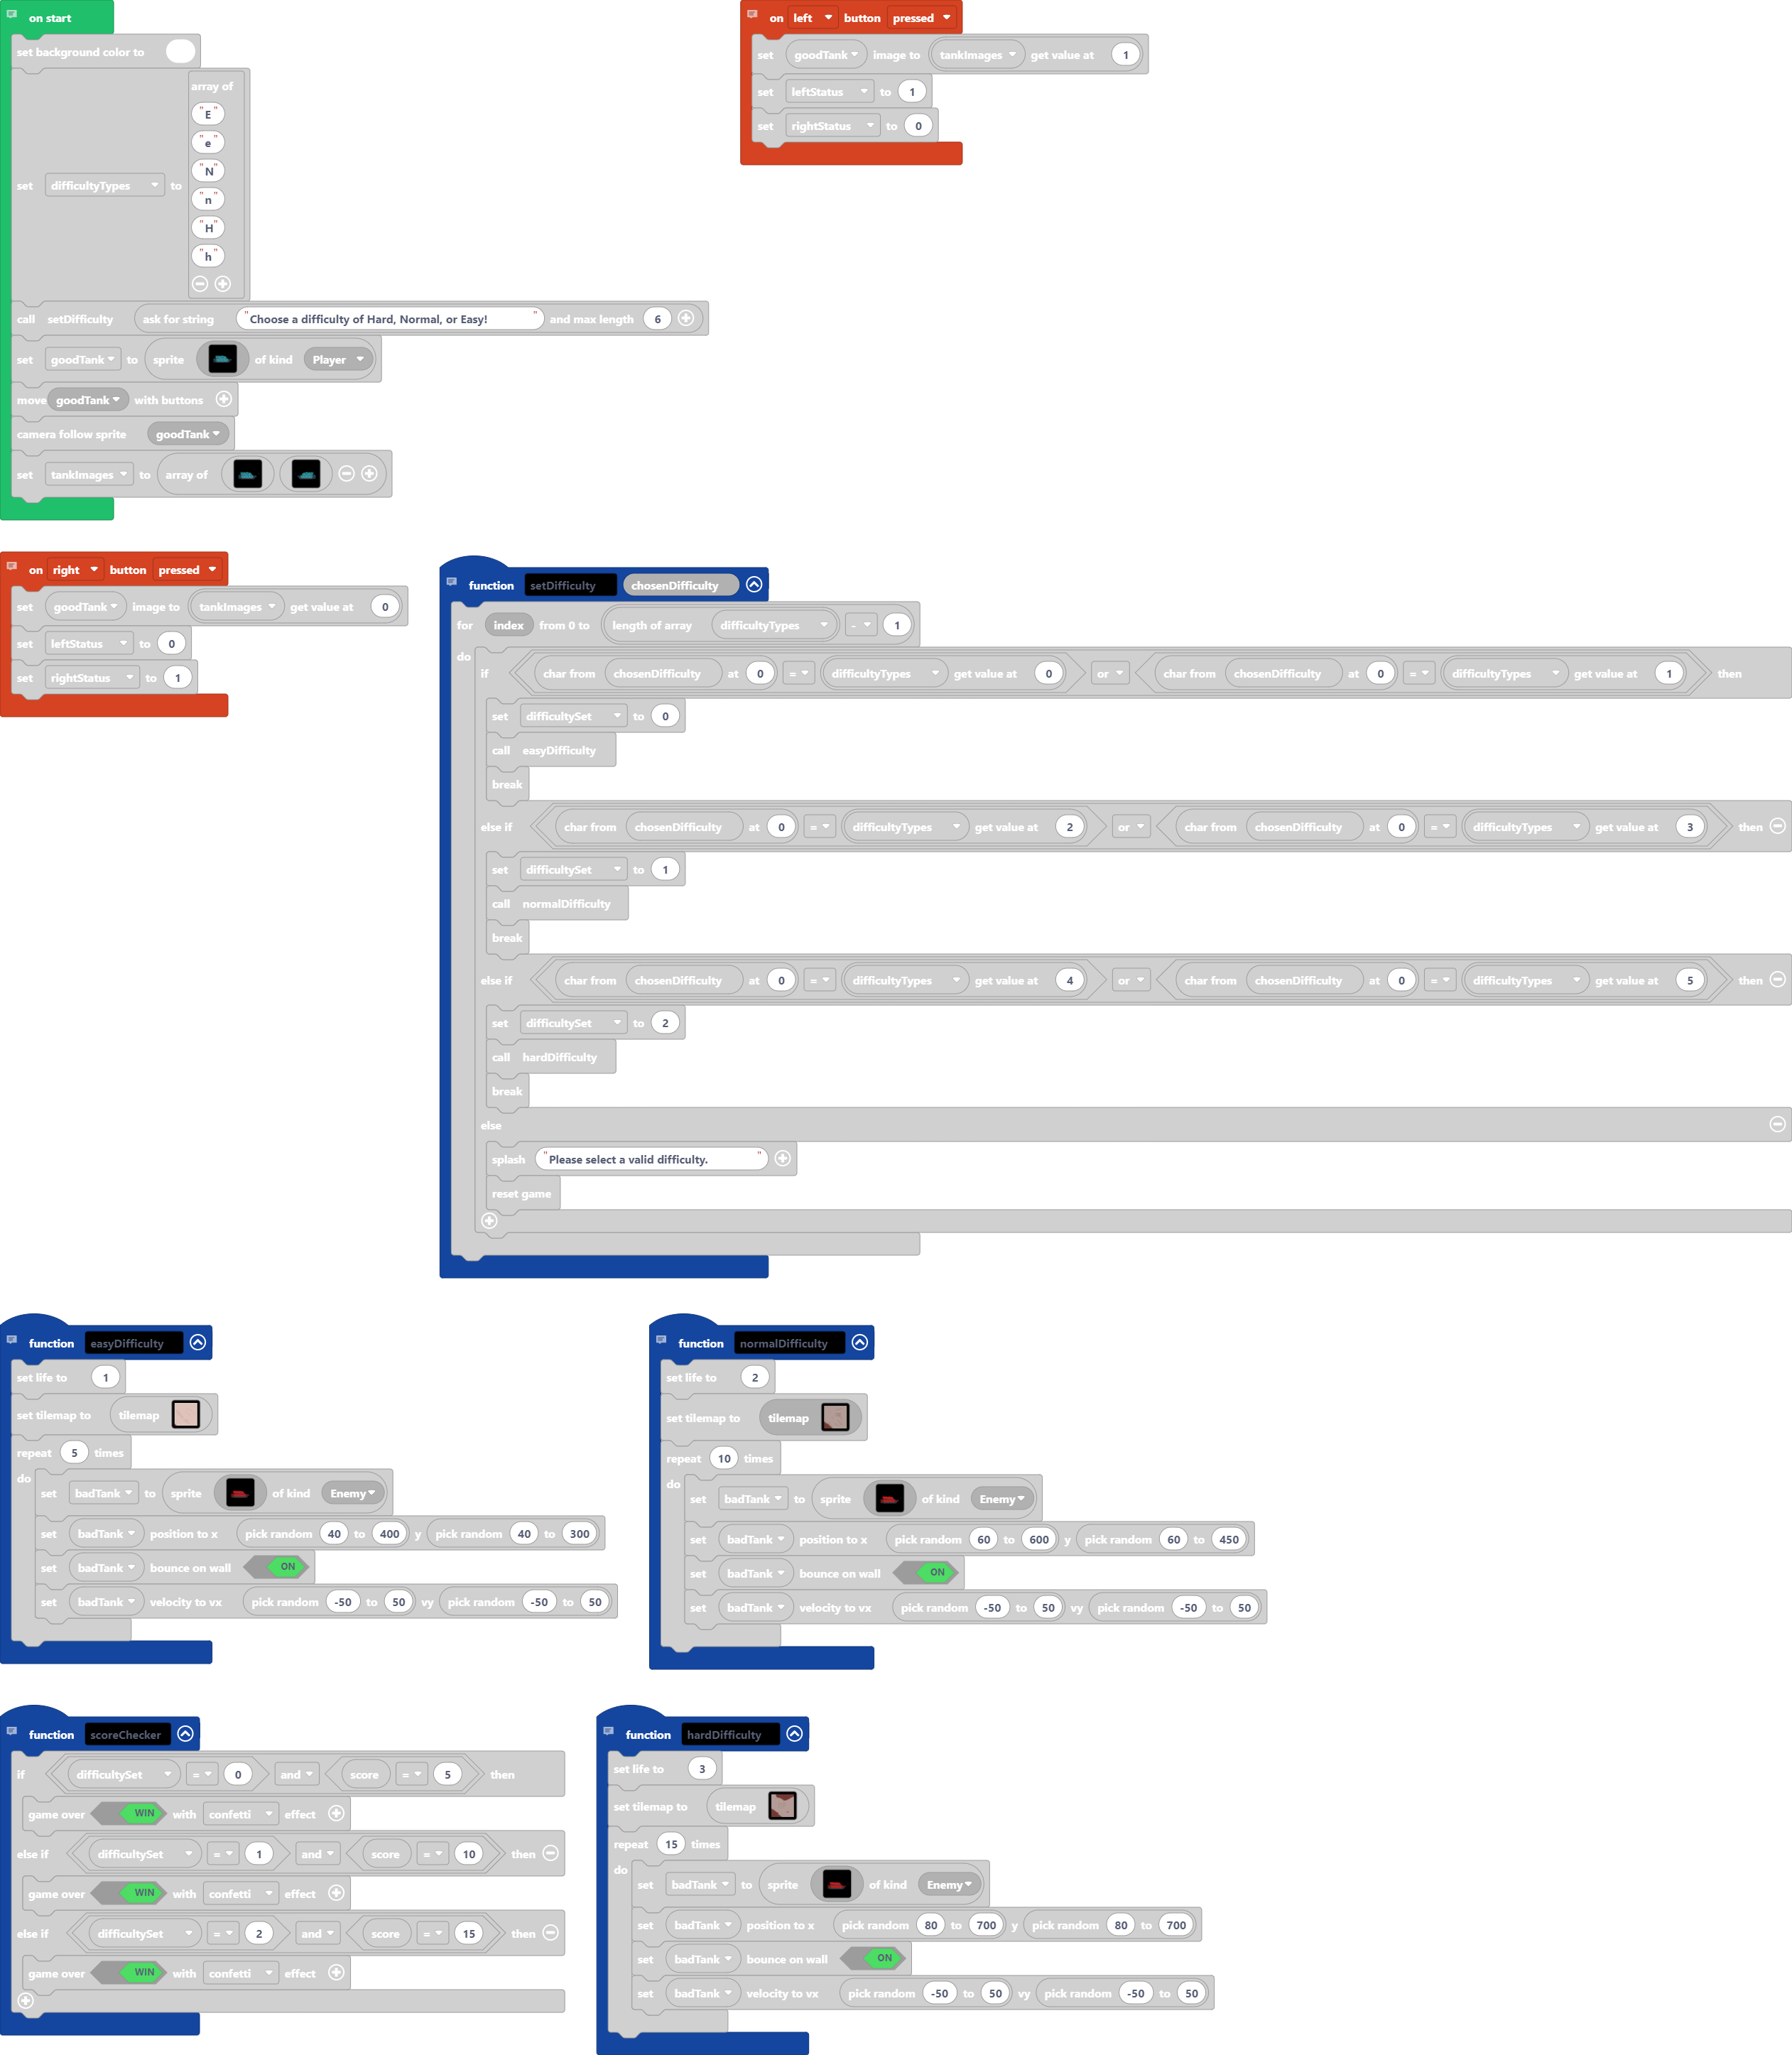 on start
set background color to
set difficultyTypes to array of
"E"
"e"
"N"
"n"
"H"
"h"
call setDifficulty ask for string "Choose a difficulty of Hard, Normal, or Easy!" and max length 6
set goodTank to sprite of kind Player
move goodTank with buttons
camera follow sprite goodTank
set tankImages to array of
on left button pressed
set goodTank image to tankImages get value at 1
set leftStatus to 1
set rightStatus to 0
on right button pressed
set goodTank image to tankImages get value at 0
set leftStatus to 0
set rightStatus to 1
function setDifficulty chosenDifficulty
for index from 0 to length of array difficultyTypes - 1
do
if char from chosenDifficulty at 0 = difficultyTypes get value at 0 or char from chosenDifficulty at 0 = difficultyTypes get value at 1 then
set difficultySet to 0
call easyDifficulty
break
else if char from chosenDifficulty at 0 = difficultyTypes get value at 2 or char from chosenDifficulty at 0 = difficultyTypes get value at 3 then
set difficultySet to 1
call normalDifficulty
break
else if char from chosenDifficulty at 0 = difficultyTypes get value at 4 or char from chosenDifficulty at 0 = difficultyTypes get value at 5 then
set difficultySet to 2
call hardDifficulty
break
else
splash "Please select a valid difficulty."
reset game
function easyDifficulty
set life to 1
set tilemap to tilemap
repeat 5 times
do
set badTank to sprite of kind Enemy
set badTank position to x pick random 40 to 400 y pick random 40 to 300
set badTank bounce on wall ON
set badTank velocity to vx pick random -50 to 50 vy pick random -50 to 50
function normalDifficulty
set life to 2
set tilemap to tilemap
repeat 10 times
do
set badTank to sprite of kind Enemy
set badTank position to x pick random 60 to 600 y pick random 60 to 450
set badTank bounce on wall ON
set badTank velocity to vx pick random -50 to 50 vy pick random -50 to 50
function scoreChecker
if difficultySet = 0 and score = 5 then
game over WIN with confetti effect
else if difficultySet = 1 and score = 10 then
game over WIN with confetti effect
else if difficultySet = 2 and score = 15 then
game over WIN with confetti effect
function hardDifficulty
set life to 3
set tilemap to tilemap
repeat 15 times
do
set badTank to sprite of kind Enemy
set badTank position to x pick random 80 to 700 y pick random 80 to 700
set badTank bounce on wall ON
set badTank velocity to vx pick random -50 to 50 vy pick random -50 to 50